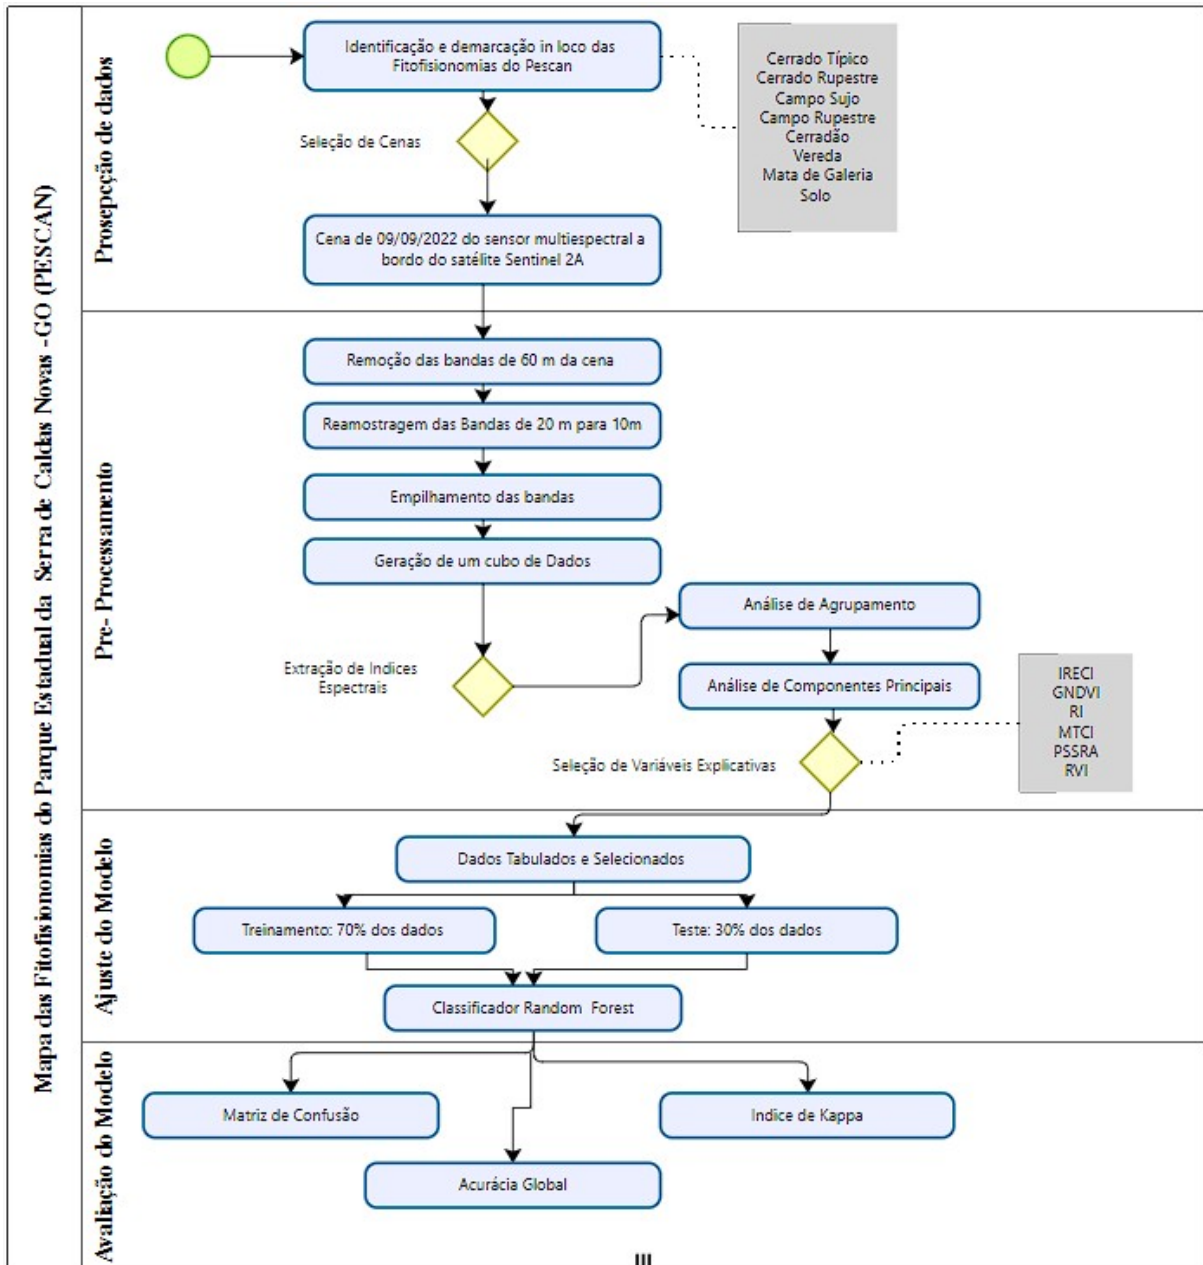 Mapa das Fitofisionomias do Parque Estadual da Serra de Caldas Novas -GO (PESCAN)
Prosepcção de dados
Identificação e demarcação in loco das
Fitofisionomias do Pescan
Cerrado Típico
Cerrado Rupestre
Campo Sujo
Campo Rupestre
Cerradão
Vereda
Mata de Galeria
Solo
Seleção de Cenas
Cena de 09/09/2022 do sensor multiespectral a
bordo do satélite Sentinel 2A
Pre- Processamento
Remoção das bandas de 60 m da cena
Reamostragem das Bandas de 20 m para 10m
Empilhamento das bandas
Geração de um cubo de Dados
Extração de Indices
Espectrais
Análise de Agrupamento
Análise de Componentes Principais
Seleção de Variáveis Explicativas
IRECI
GNDVI
RI
MTCI
PSSRA
RVI
Ajuste do Modelo
Dados Tabulados e Selecionados
Treinamento: 70% dos dados
Teste: 30% dos dados
Classificador Random Forest
Avaliação do Modelo
Matriz de Confusão
Indice de Kappa
Acurácia Global